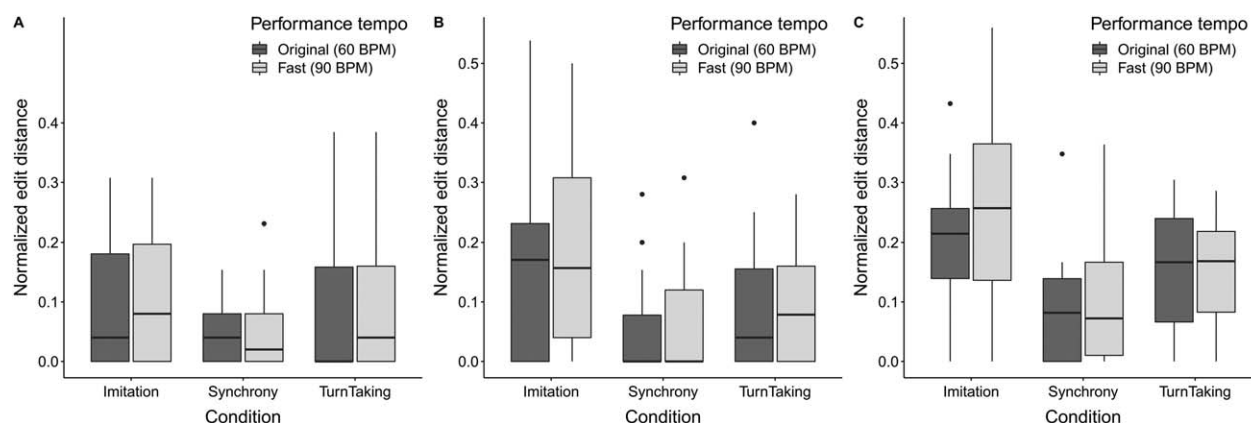 A
Performance tempo
Original (60 BPM)
Fast (90 BPM)
Normalized edit distance
0.4
0.3
0.2
0.1
0.0
Imitation Synchrony TurnTaking
Condition
B
Performance tempo
Original (60 BPM)
Fast (90 BPM)
Normalized edit distance
0.5
0.4
0.3
0.2
0.1
0.0
Imitation Synchrony TurnTaking
Condition
C
Performance tempo
Original (60 BPM)
Fast (90 BPM)
Normalized edit distance
0.5
0.4
0.3
0.2
0.1
0.0
Imitation Synchrony TurnTaking
Condition